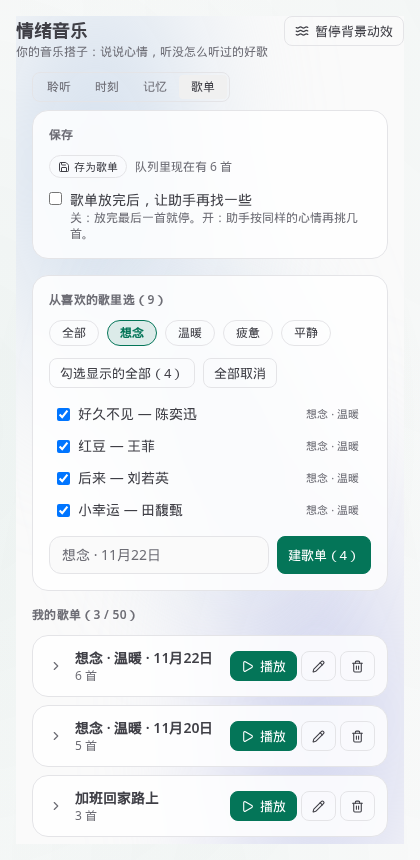 情绪音乐
暂停背景动效
你的音乐搭子：说说心情，听没怎么听过的好歌
聆听 时刻 记忆 歌单
保存
存为歌单 队列里现在有 6 首
歌单放完后，让助手再找一些
关：放完最后一首就停。开：助手按同样的心情再挑几
首。
从喜欢的歌里选（9）
全部 想念 温暖 疲惫 平静
勾选显示的全部（4） 全部取消
好久不见 — 陈奕迅 想念 · 温暖
红豆 — 王菲 想念 · 温暖
后来 — 刘若英 想念 · 温暖
小幸运 — 田馥甄 想念 · 温暖
想念 · 11月22日 建歌单（4）
我的歌单（3 / 50）
想念 · 温暖 · 11月22日
6 首
播放
想念 · 温暖 · 11月20日
5 首
播放
加班回家路上
3 首
播放